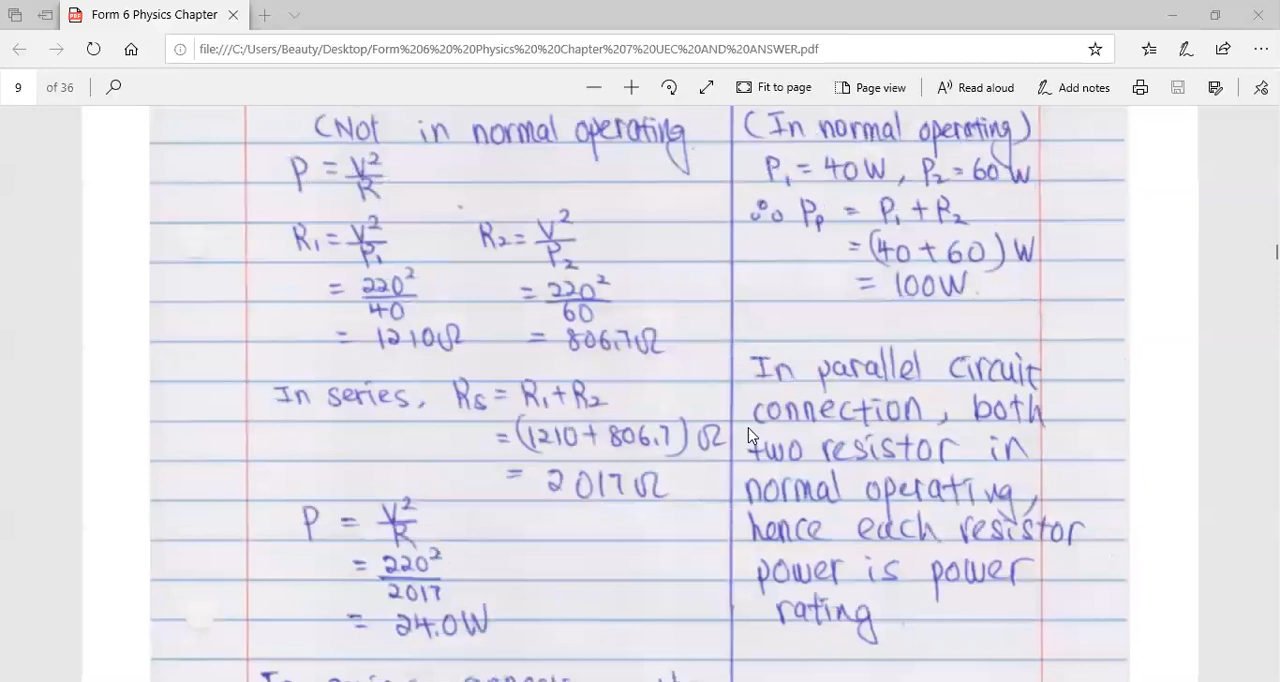 Form 6 Physics Chapter
file:///C:/Users/Beauty/Desktop/Form%206%20%20Physics%20%20Chapter%207%20UEC%20AND%20ANSWER.pdf
9 of 36
Fit to page
Page view
Read aloud
Add notes
(Not in normal operating
P = V²/R
R₁ = V²/P₁
= 220²/40
= 1210Ω
R₂ = V²/P₂
= 220²/60
= 806.7Ω
In series, Rs = R₁+R₂
= (1210 + 806.7) Ω
= 2017Ω
P = V²/R
= 220²/2017
= 24.0W
(In normal operating)
P₁ = 40W, P₂ = 60W
∴ Pp = P₁ + P₂
= (40 + 60) W
= 100W
In parallel circuit
connection, both
two resistor in
normal operating,
hence each resistor
power is power
rating